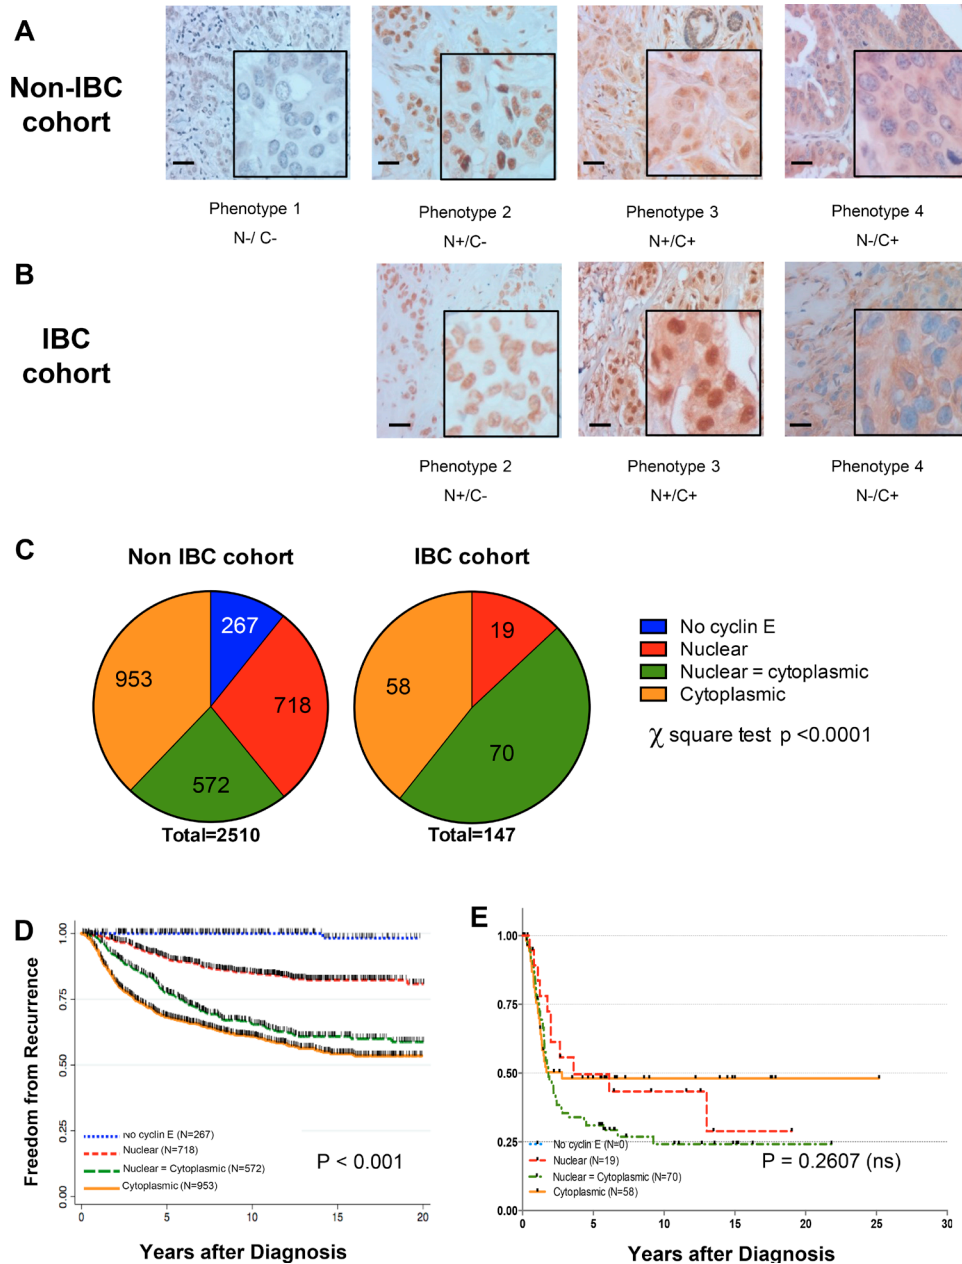 A
Non-IBC
cohort
Phenotype 1
N-/ C-
Phenotype 2
N+/C-
Phenotype 3
N+/C+
Phenotype 4
N-/C+
B
IBC
cohort
Phenotype 2
N+/C-
Phenotype 3
N+/C+
Phenotype 4
N-/C+
C
Non IBC cohort
267
718
572
953
Total=2510
IBC cohort
19
70
58
Total=147
No cyclin E
Nuclear
Nuclear = cytoplasmic
Cytoplasmic
χ square test p <0.0001
D
Freedom from Recurrence
1.00
0.75
0.50
0.25
0.00
No cyclin E (N=267)
Nuclear (N=718)
Nuclear = Cytoplasmic (N=572)
Cytoplasmic (N=953)
P < 0.001
0 5 10 15 20
Years after Diagnosis
E
1.00
0.75
0.50
0.25
0.00
No cyclin E (N=0)
Nuclear (N=19)
Nuclear = Cytoplasmic (N=70)
Cytoplasmic (N=58)
P = 0.2607 (ns)
0 5 10 15 20 25 30
Years after Diagnosis